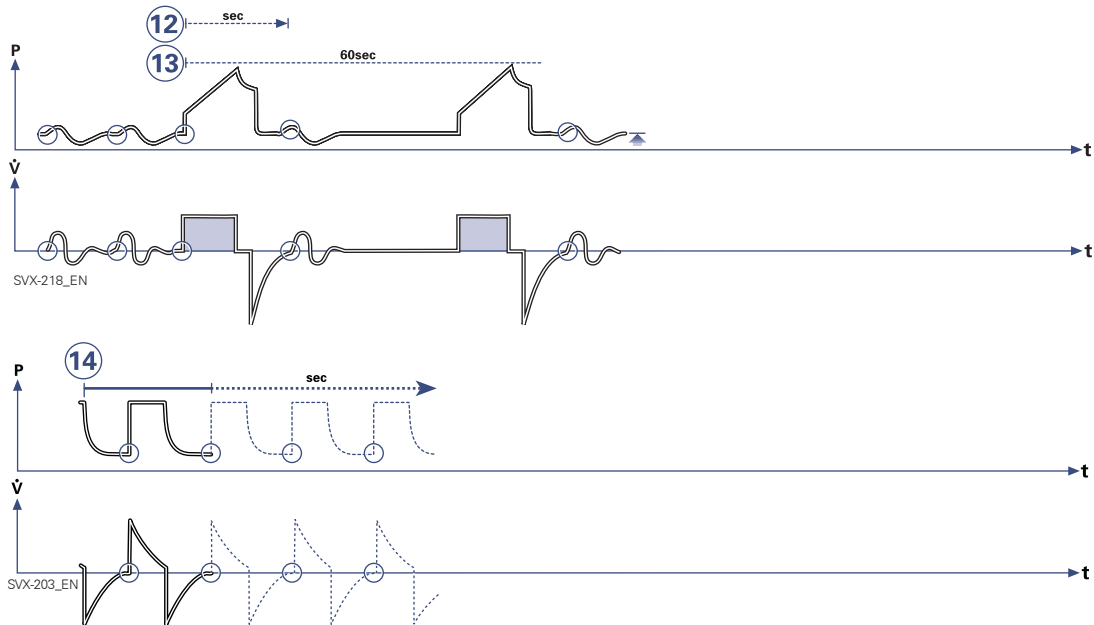 12
sec
13
60sec
P
t
V̇
t
SVX-218_EN
14
sec
P
t
V̇
t
SVX-203_EN